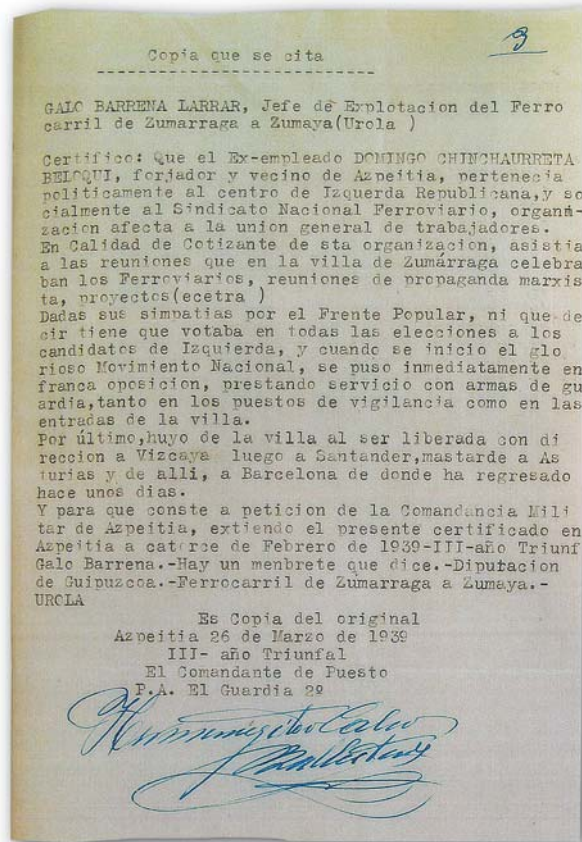 3
Copia que se cita
---------------------------
GALO BARRENA LARRAR, Jefe de Explotacion del Ferro
carril de Zumarraga a Zumaya(Urola )
Certifico: Que el Ex-empleado DOMINGO CHINCHAURRETA
BELOQUI, forjador y vecino de Azpeitia, pertenecia
politicamente al centro de Izquerda Republicana,y so
cialmente al Sindicato Nacional Ferroviario, organi-
zacion afecta a la union general de trabajadores.
En Calidad de Cotizante de sta organizacion, asistia
a las reuniones que en la villa de Zumárraga celebra
ban los Ferroviarios, reuniones de propaganda marxis
ta, proyectos(ecetra )
Dadas sus simpatias por el Frente Popular, ni que de
cir tiene que votaba en todas las elecciones a los
candidatos de Izquierda, y cuando se inicio el glo
rioso Movimiento Nacional, se puso inmediatamente en
franca oposicion, prestando servicio con armas de gu
ardia,tanto en los puestos de vigilancia como en las
entradas de la villa.
Por último,huyo de la villa al ser liberada con di
reccion a Vizcaya luego a Santander,mastarde a As
turias y de alli, a Barcelona de donde ha regresado
hace unos dias.
Y para que conste a peticion de la Comandancia Mili
tar de Azpeitia, extiendo el presente certificado en
Azpeitia a catorce de Febrero de 1939-III-año Triunf
Galo Barrena.-Hay un menbrete que dice.-Diputacion
de Guipuzcoa.-Ferrocarril de Zumarraga a Zumaya.-
UROLA
Es Copia del original
Azpeitia 26 de Marzo de 1939
III- año Triunfal
El Comandante de Puesto
P.A. El Guardia 2º